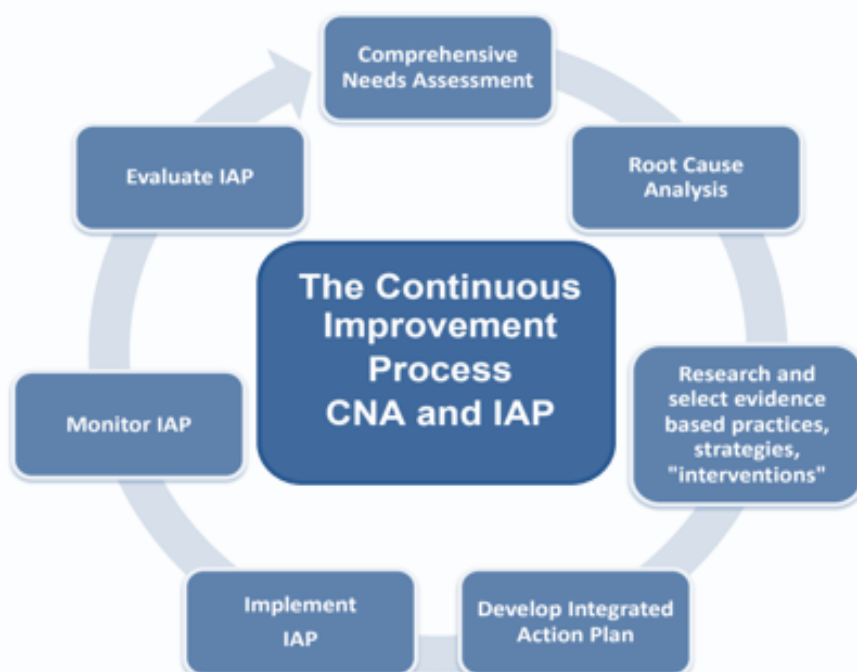 Comprehensive
Needs Assessment
Root Cause
Analysis
Research and
select evidence
based practices,
strategies,
"interventions"
Develop Integrated
Action Plan
Implement
IAP
Monitor IAP
Evaluate IAP
The Continuous
Improvement
Process
CNA and IAP